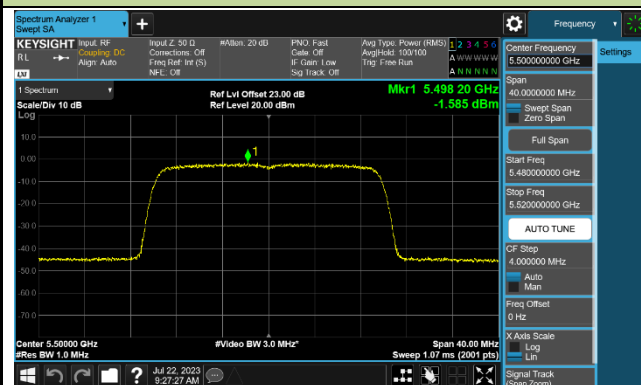 Spectrum Analyzer 1
Swept SA
Frequency
KEYSIGHT
RL
LXI
Input: RF
Coupling: DC
Align: Auto
Input Z: 50 Ω
Corrections: Off
Freq Ref: Int (S)
NFE: Off
#Atten: 20 dB
PNO: Fast
Gate: Off
IF Gain: Low
Sig Track: Off
Avg Type: Power (RMS)
Avg|Hold: 100/100
Trig: Free Run
1 2 3 4 5 6
A W W W W W
A N N N N N
1 Spectrum
Scale/Div 10 dB
Log
Ref Lvl Offset 23.00 dB
Ref Level 20.00 dBm
Mkr1 5.498 20 GHz
-1.585 dBm
10.0
0.00
-10.0
-20.0
-30.0
-40.0
-50.0
-60.0
-70.0
1
Center 5.50000 GHz
#Res BW 1.0 MHz
#Video BW 3.0 MHz*
Span 40.00 MHz
Sweep 1.07 ms (2001 pts)
Jul 22, 2023
9:27:27 AM
Center Frequency
5.500000000 GHz
Settings
Span
40.0000000 MHz
Swept Span
Zero Span
Full Span
Start Freq
5.480000000 GHz
Stop Freq
5.520000000 GHz
AUTO TUNE
CF Step
4.000000 MHz
Auto
Man
Freq Offset
0 Hz
X Axis Scale
Log
Lin
Signal Track
(Span Zoom)